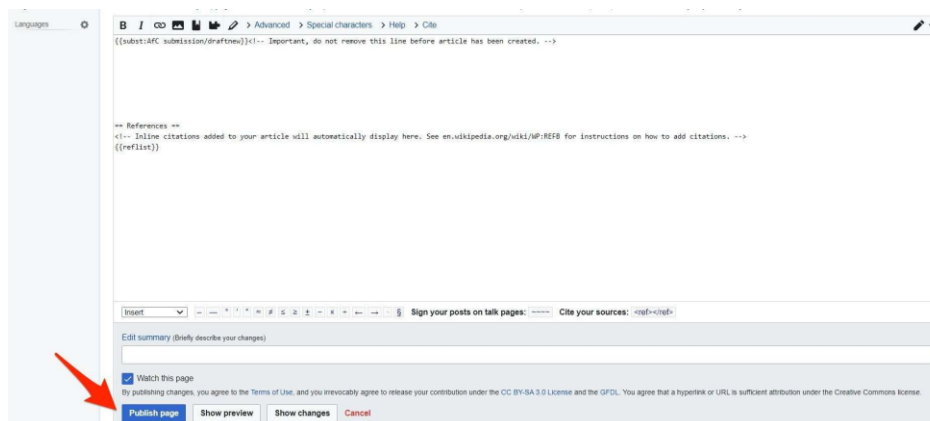 Languages
B I Advanced Special characters Help Cite
{{subst:AfC submission/draftnew}}<!-- Important, do not remove this line before article has been created. -->
== References ==
<!-- Inline citations added to your article will automatically display here. See en.wikipedia.org/wiki/WP:REFB for instructions on how to add citations. -->
{{reflist}}
Insert – — ° ′ ″ ≈ ≠ ≤ ≥ ± − × ÷ ← → · § Sign your posts on talk pages: ~~~~ Cite your sources: <ref></ref>
Edit summary (Briefly describe your changes)
Watch this page
By publishing changes, you agree to the Terms of Use, and you irrevocably agree to release your contribution under the CC BY-SA 3.0 License and the GFDL. You agree that a hyperlink or URL is sufficient attribution under the Creative Commons license.
Publish page Show preview Show changes Cancel